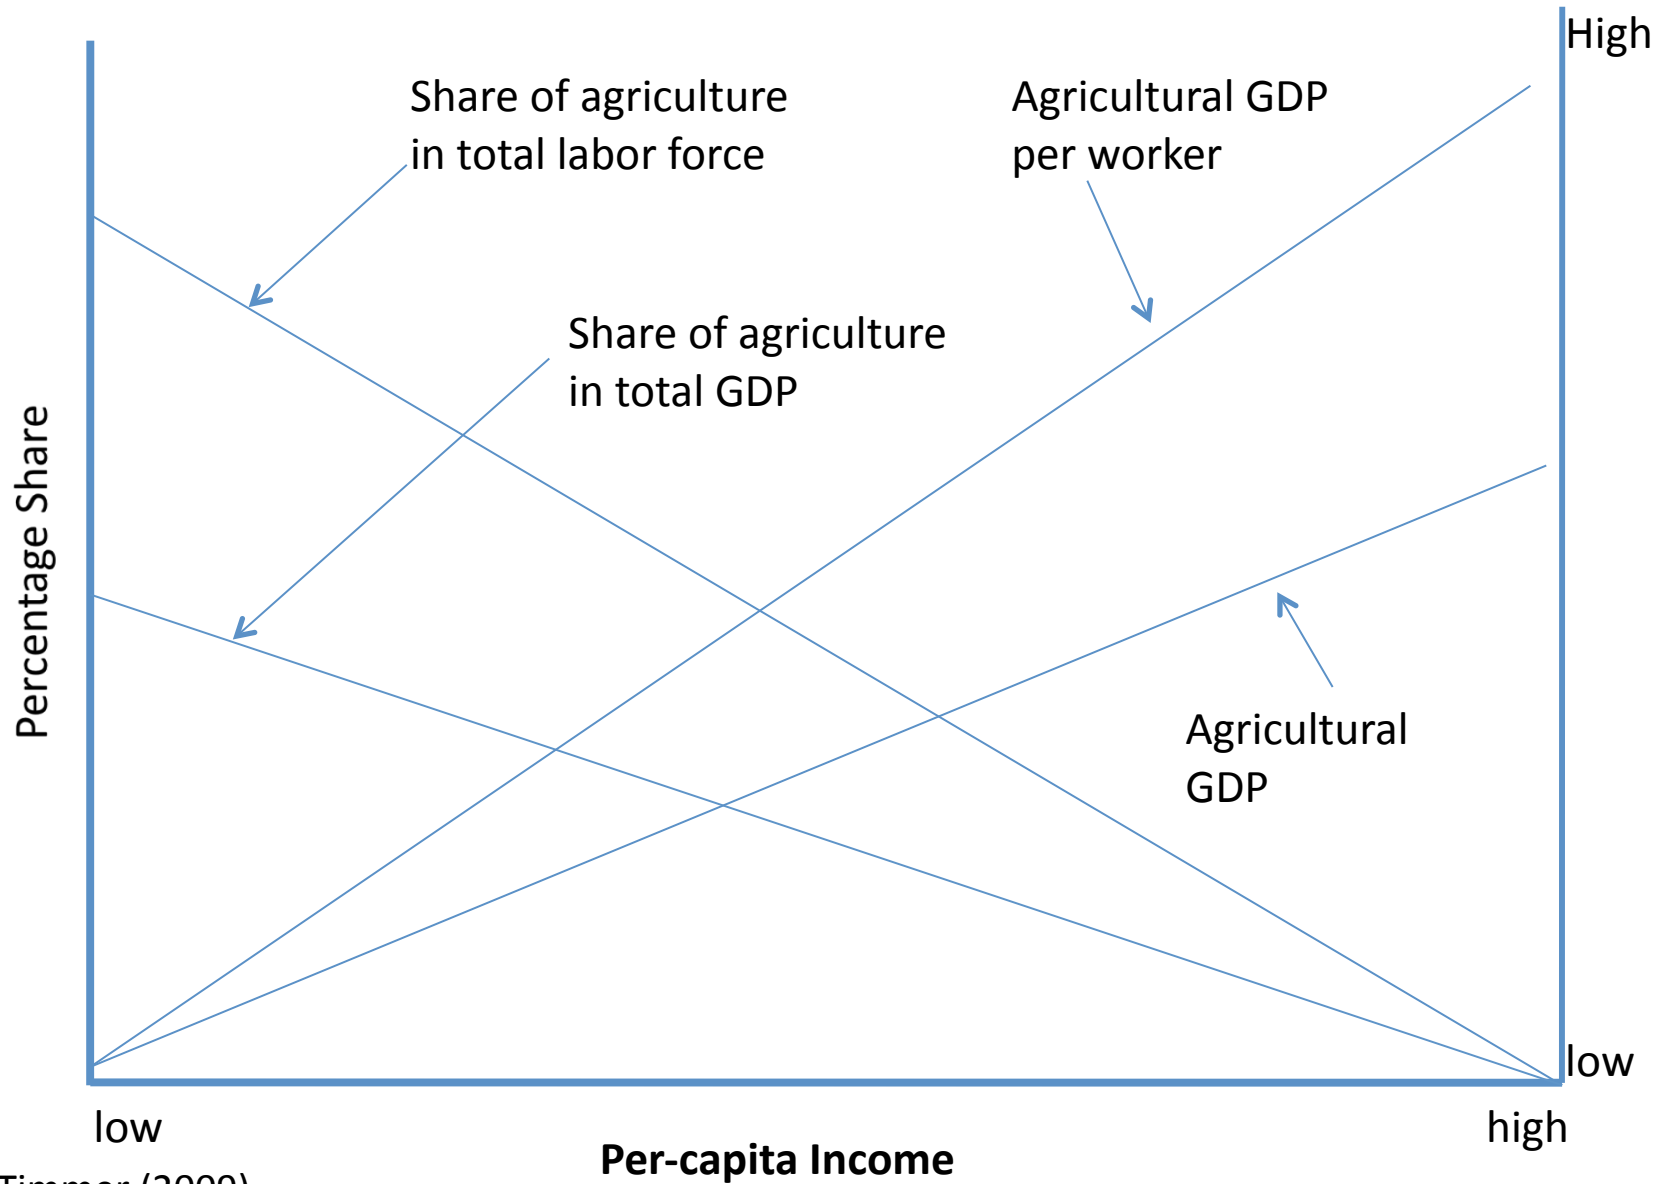 High
Share of agriculture
in total labor force
Agricultural GDP
per worker
Share of agriculture
in total GDP
Percentage Share
Agricultural
GDP
low
low
high
Per-capita Income